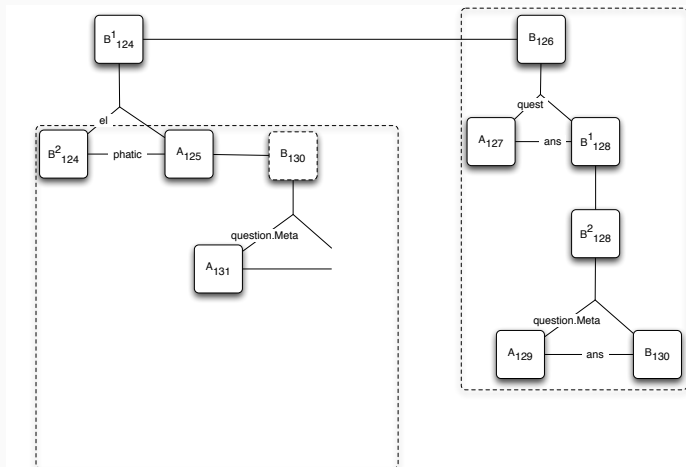 B¹₁₂₄
B₁₂₆
el
quest
A₁₂₇
ans
B¹₁₂₈
B²₁₂₄
phatic
A₁₂₅
B₁₃₀
B²₁₂₈
question.Meta
A₁₃₁
question.Meta
A₁₂₉
ans
B₁₃₀